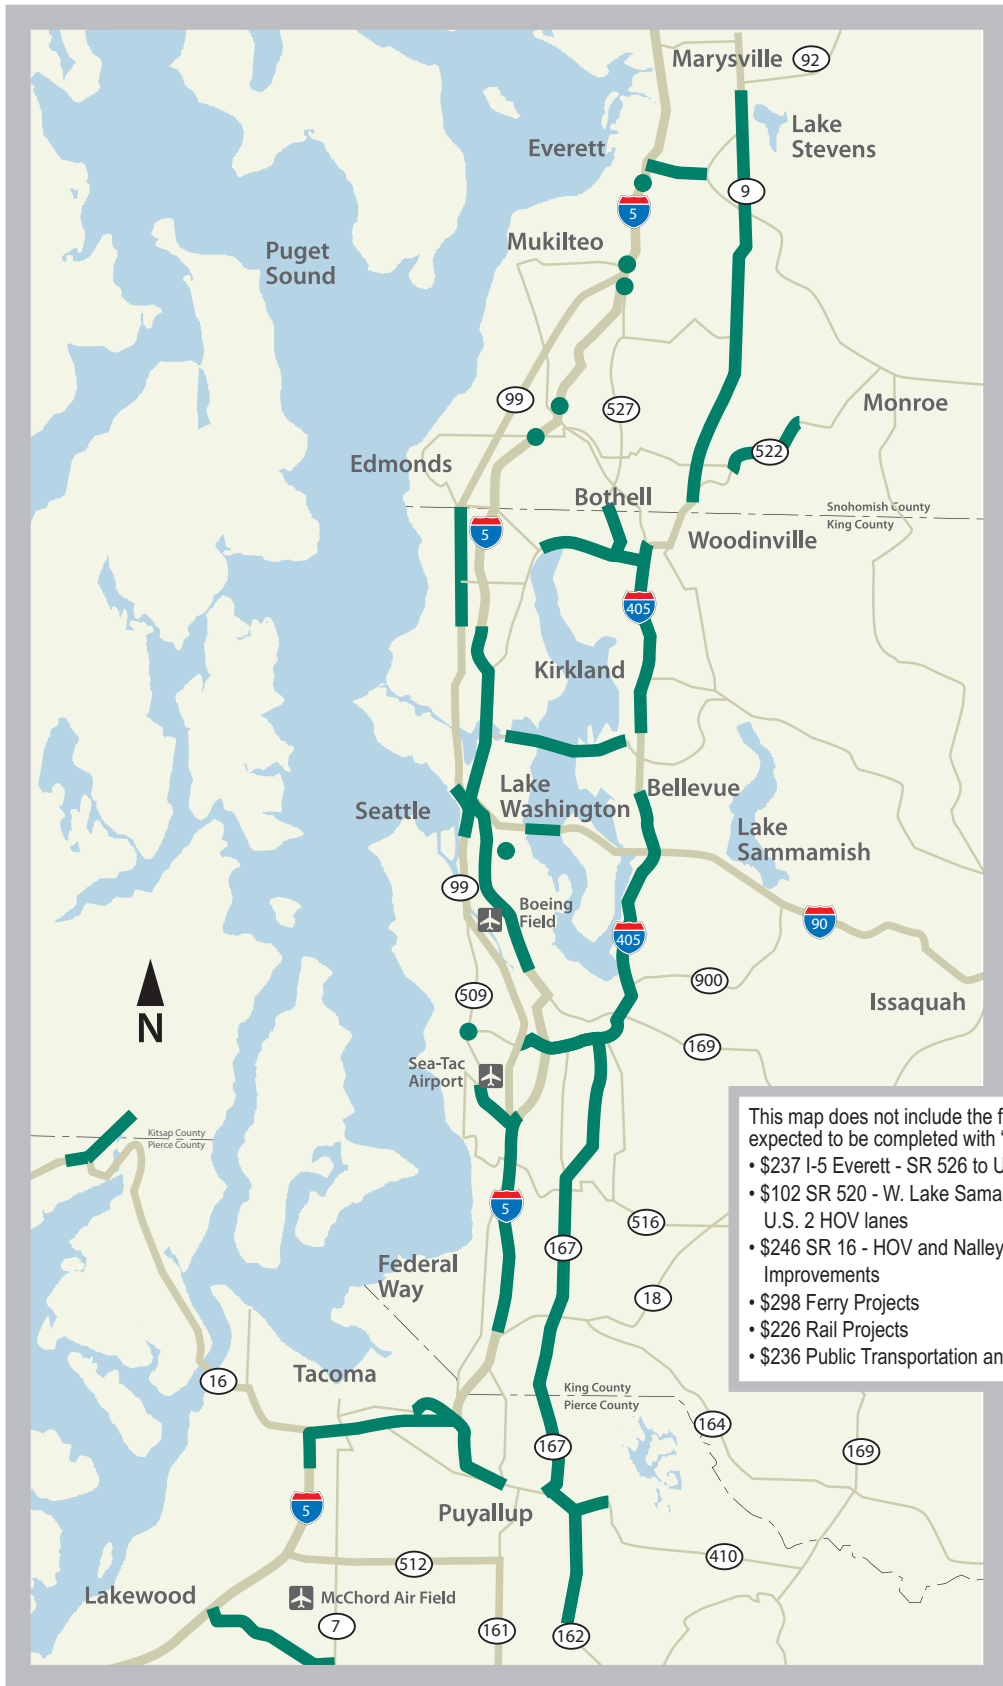 Marysville
92
Lake
Stevens
Everett
9
5
Mukilteo
Puget
Sound
99
527
Monroe
522
Edmonds
Bothell
Snohomish County
King County
5
Woodinville
405
Kirkland
Lake
Washington
Bellevue
Seattle
Lake
Sammamish
99
Boeing
Field
405
90
900
509
Issaquah
N
169
Sea-Tac
Airport
This map does not include the
expected to be completed with
Kitsap County
Pierce County
• $237 I-5 Everett - SR 526 to
• $102 SR 520 - W. Lake
U.S. 2 HOV lanes
• $246 SR 16 - HOV and Nalley
Improvements
• $298 Ferry Projects
• $226 Rail Projects
• $236 Public Transportation
5
516
167
Federal
Way
18
16
Tacoma
King County
Pierce County
164
167
169
5
Puyallup
512
410
Lakewood
McChord Air Field
7
161
162